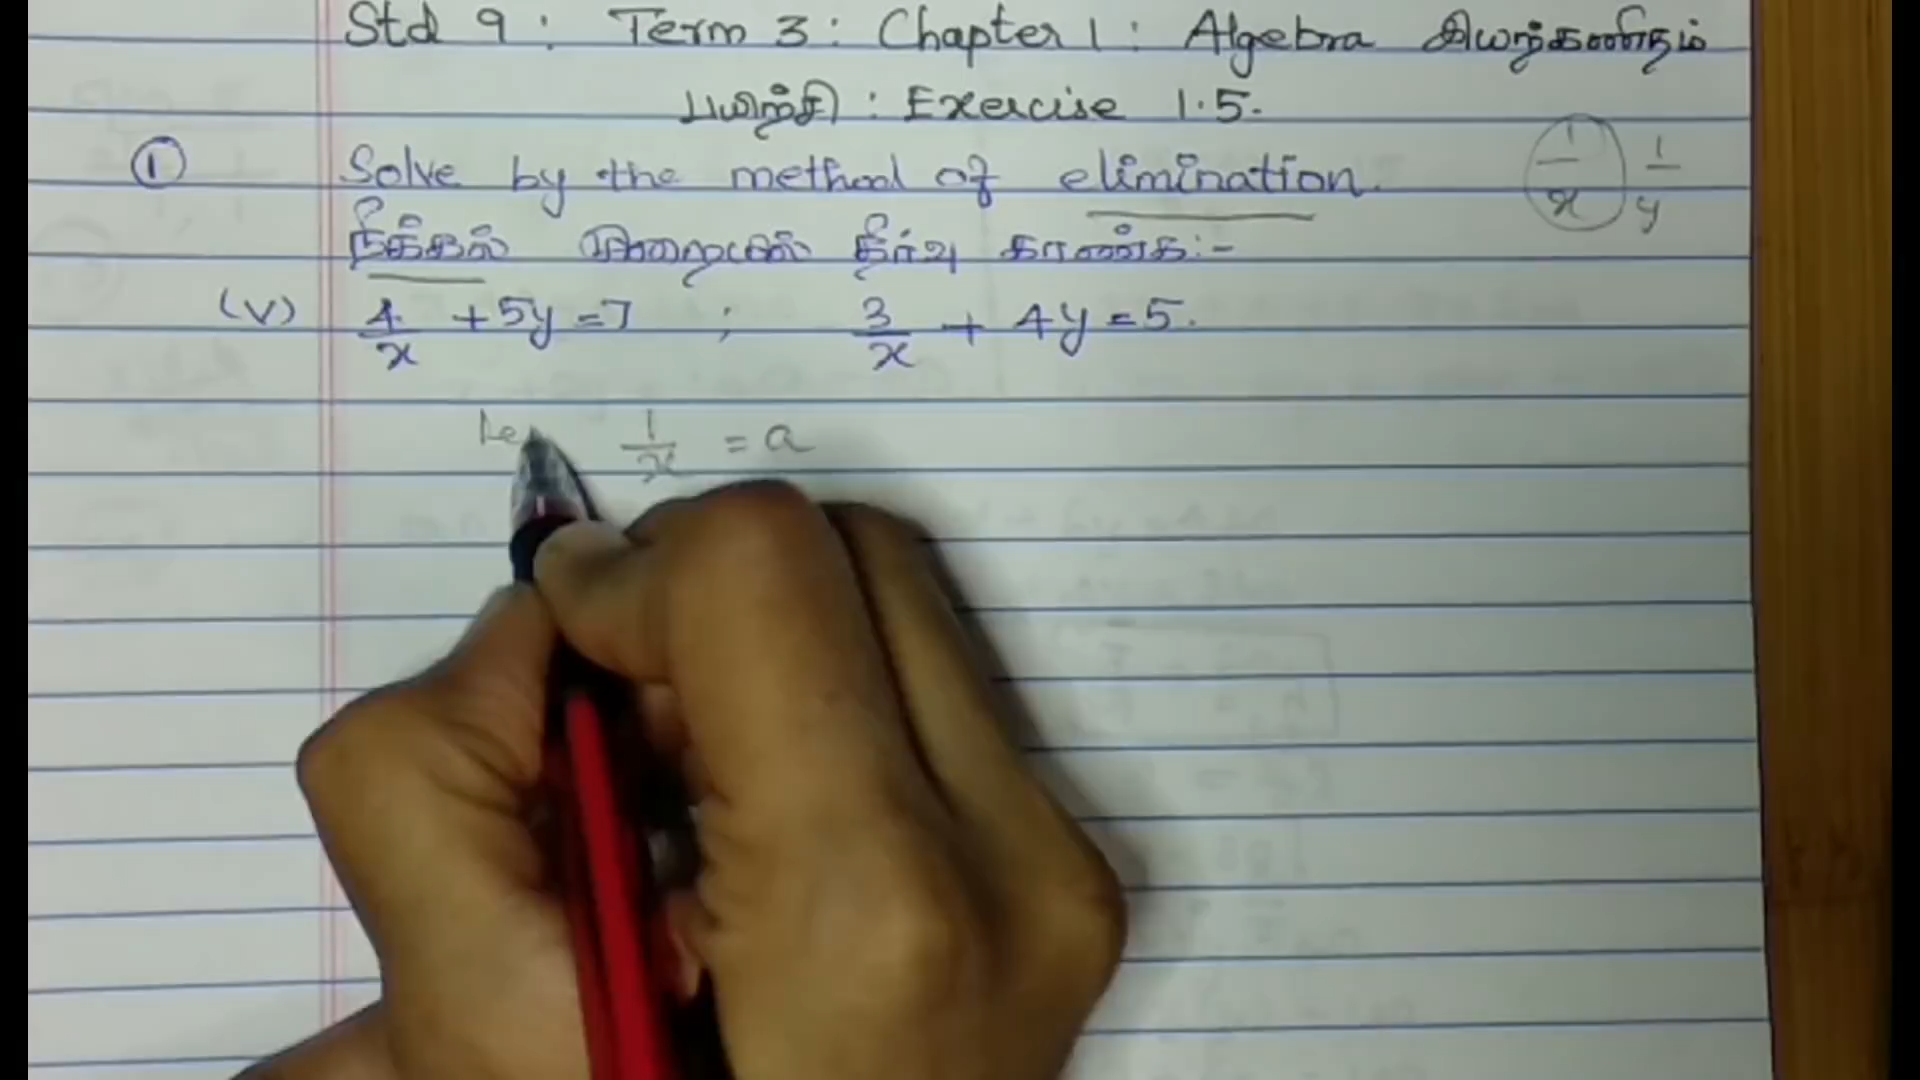 Std 9 : Term 3 : Chapter 1 : Algebra இயற்கணிதம்
பயிற்சி : Exercise 1.5.
① Solve by the method of elimination. 1/x 1/y
நீக்கல் முறையில் தீர்வு காண்க:-
(v) 4/x + 5y = 7 ; 3/x + 4y = 5.
Let 1/x = a